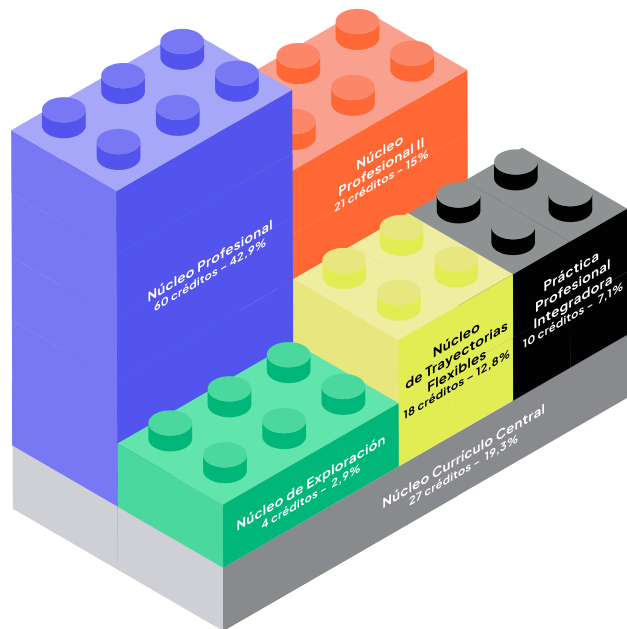 Núcleo
Profesional II
21 créditos – 15%
Núcleo Profesional
60 créditos – 42,9%
Práctica
Profesional
Integradora
10 créditos – 7,1%
Núcleo
de Trayectorias
Flexibles
18 créditos – 12,8%
Núcleo de Exploración
4 créditos – 2,9%
Núcleo Currículo Central
27 créditos – 19,3%